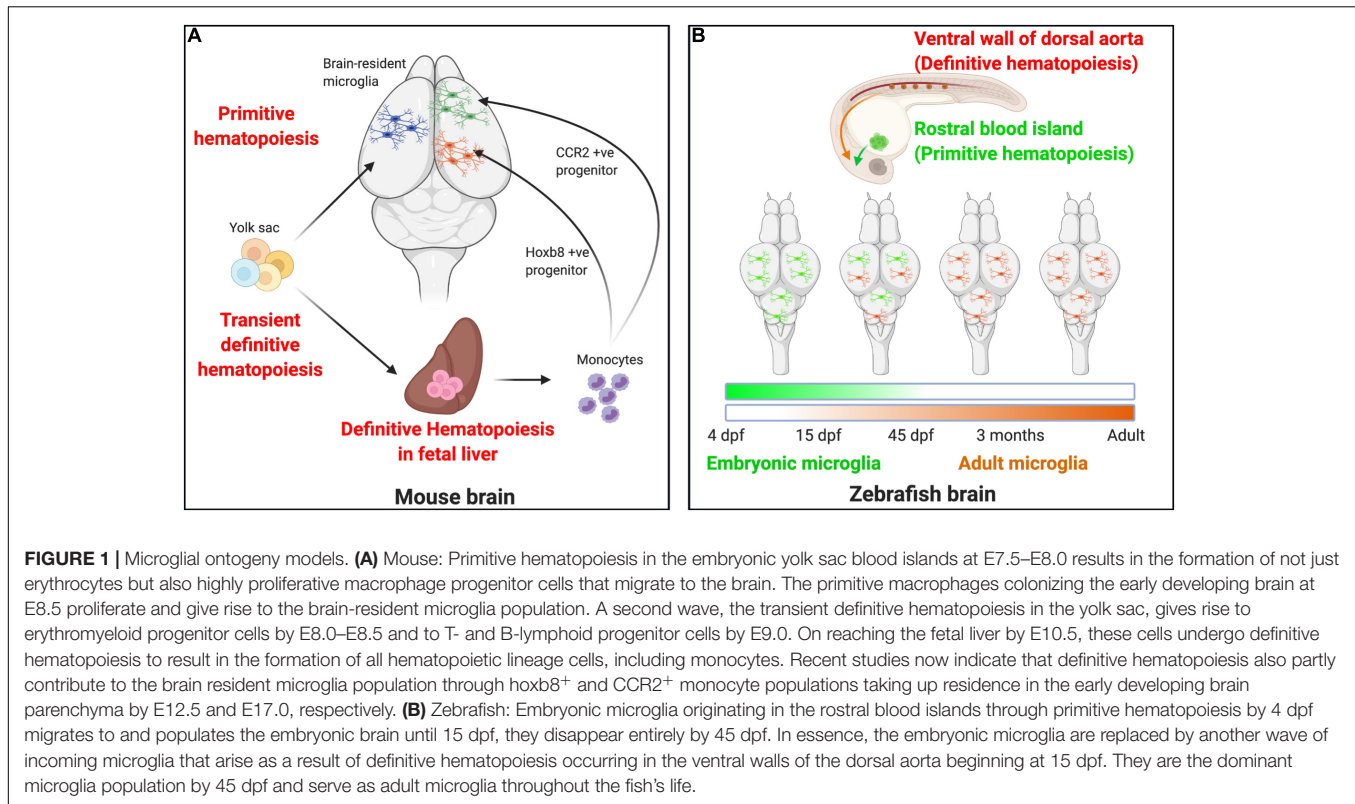 A
Brain-resident
microglia
Primitive
hematopoiesis
CCR2 +ve
progenitor
Yolk sac
Hoxb8 +ve
progenitor
Transient
definitive
hematopoiesis
Monocytes
Definitive Hematopoiesis
in fetal liver
Mouse brain
B
Ventral wall of dorsal aorta
(Definitive hematopoiesis)
Rostral blood island
(Primitive hematopoiesis)
4 dpf 15 dpf 45 dpf 3 months Adult
Embryonic microglia Adult microglia
Zebrafish brain
FIGURE 1 | Microglial ontogeny models. (A) Mouse: Primitive hematopoiesis in the embryonic yolk sac blood islands at E7.5–E8.0 results in the formation of not just
erythrocytes but also highly proliferative macrophage progenitor cells that migrate to the brain. The primitive macrophages colonizing the early developing brain at
E8.5 proliferate and give rise to the brain-resident microglia population. A second wave, the transient definitive hematopoiesis in the yolk sac, gives rise to
erythromyeloid progenitor cells by E8.0–E8.5 and to T- and B-lymphoid progenitor cells by E9.0. On reaching the fetal liver by E10.5, these cells undergo definitive
hematopoiesis to result in the formation of all hematopoietic lineage cells, including monocytes. Recent studies now indicate that definitive hematopoiesis also partly
contribute to the brain resident microglia population through hoxb8+ and CCR2+ monocyte populations taking up residence in the early developing brain
parenchyma by E12.5 and E17.0, respectively. (B) Zebrafish: Embryonic microglia originating in the rostral blood islands through primitive hematopoiesis by 4 dpf
migrates to and populates the embryonic brain until 15 dpf, they disappear entirely by 45 dpf. In essence, the embryonic microglia are replaced by another wave of
incoming microglia that arise as a result of definitive hematopoiesis occurring in the ventral walls of the dorsal aorta beginning at 15 dpf. They are the dominant
microglia population by 45 dpf and serve as adult microglia throughout the fish's life.